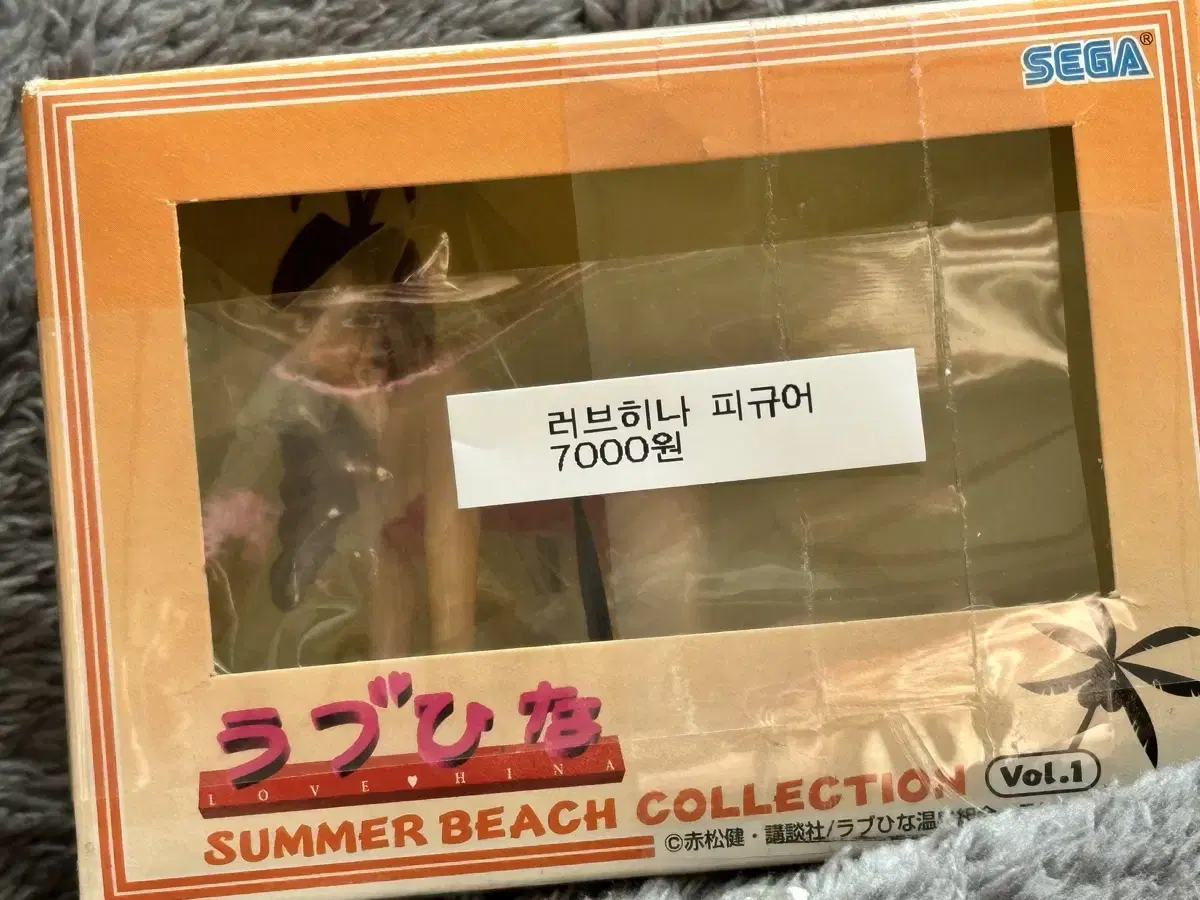 SEGA®
러브히나 피규어
7000원
ラブひな
LOVE♥HINA
SUMMER BEACH COLLECTION Vol.1
©赤松健・講談社/ラブひな温